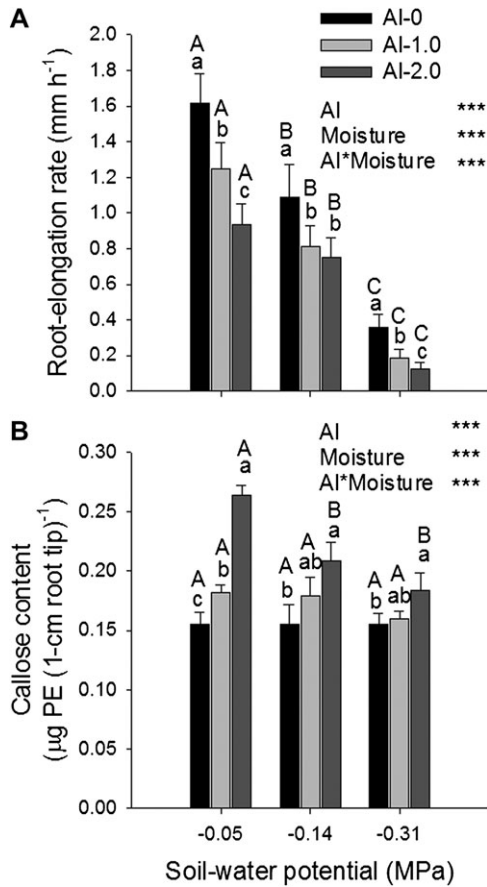 A
Al-0
Al-1.0
Al-2.0
Root-elongation rate (mm h⁻¹)
2.0
1.8
1.6
1.4
1.2
1.0
0.8
0.6
0.4
0.2
0.0
A
a
A
b
A
c
B
a
B
b
B
b
C
a
C
b
C
c
Al ***
Moisture ***
Al*Moisture ***
B
Callose content
(μg PE (1-cm root tip)⁻¹
0.30
0.25
0.20
0.15
0.10
0.05
0.00
A
c
A
b
A
a
A
b
A
ab
B
a
A
b
A
ab
B
a
Al ***
Moisture ***
Al*Moisture ***
-0.05 -0.14 -0.31
Soil-water potential (MPa)